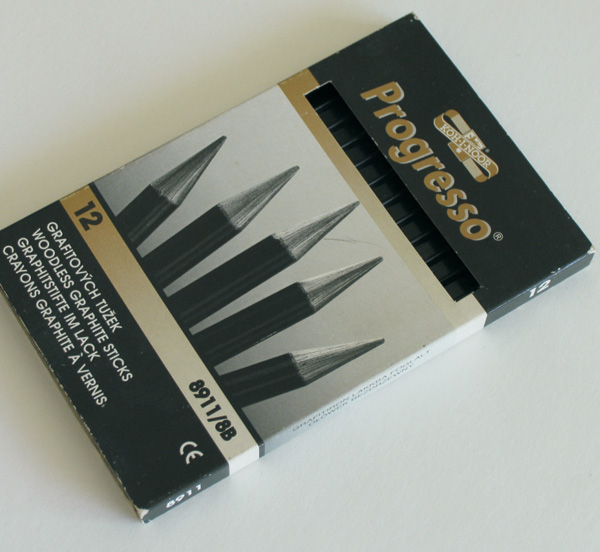 KOH-I-NOOR
Progresso®
12
GRAFITOVÝCH TUŽEK
WOODLESS GRAPHITE STICKS
GRAPHITSTIFTE IM LACK
CRAYONS GRAPHITE À VERNIS
8911/8B
CE
8911
12